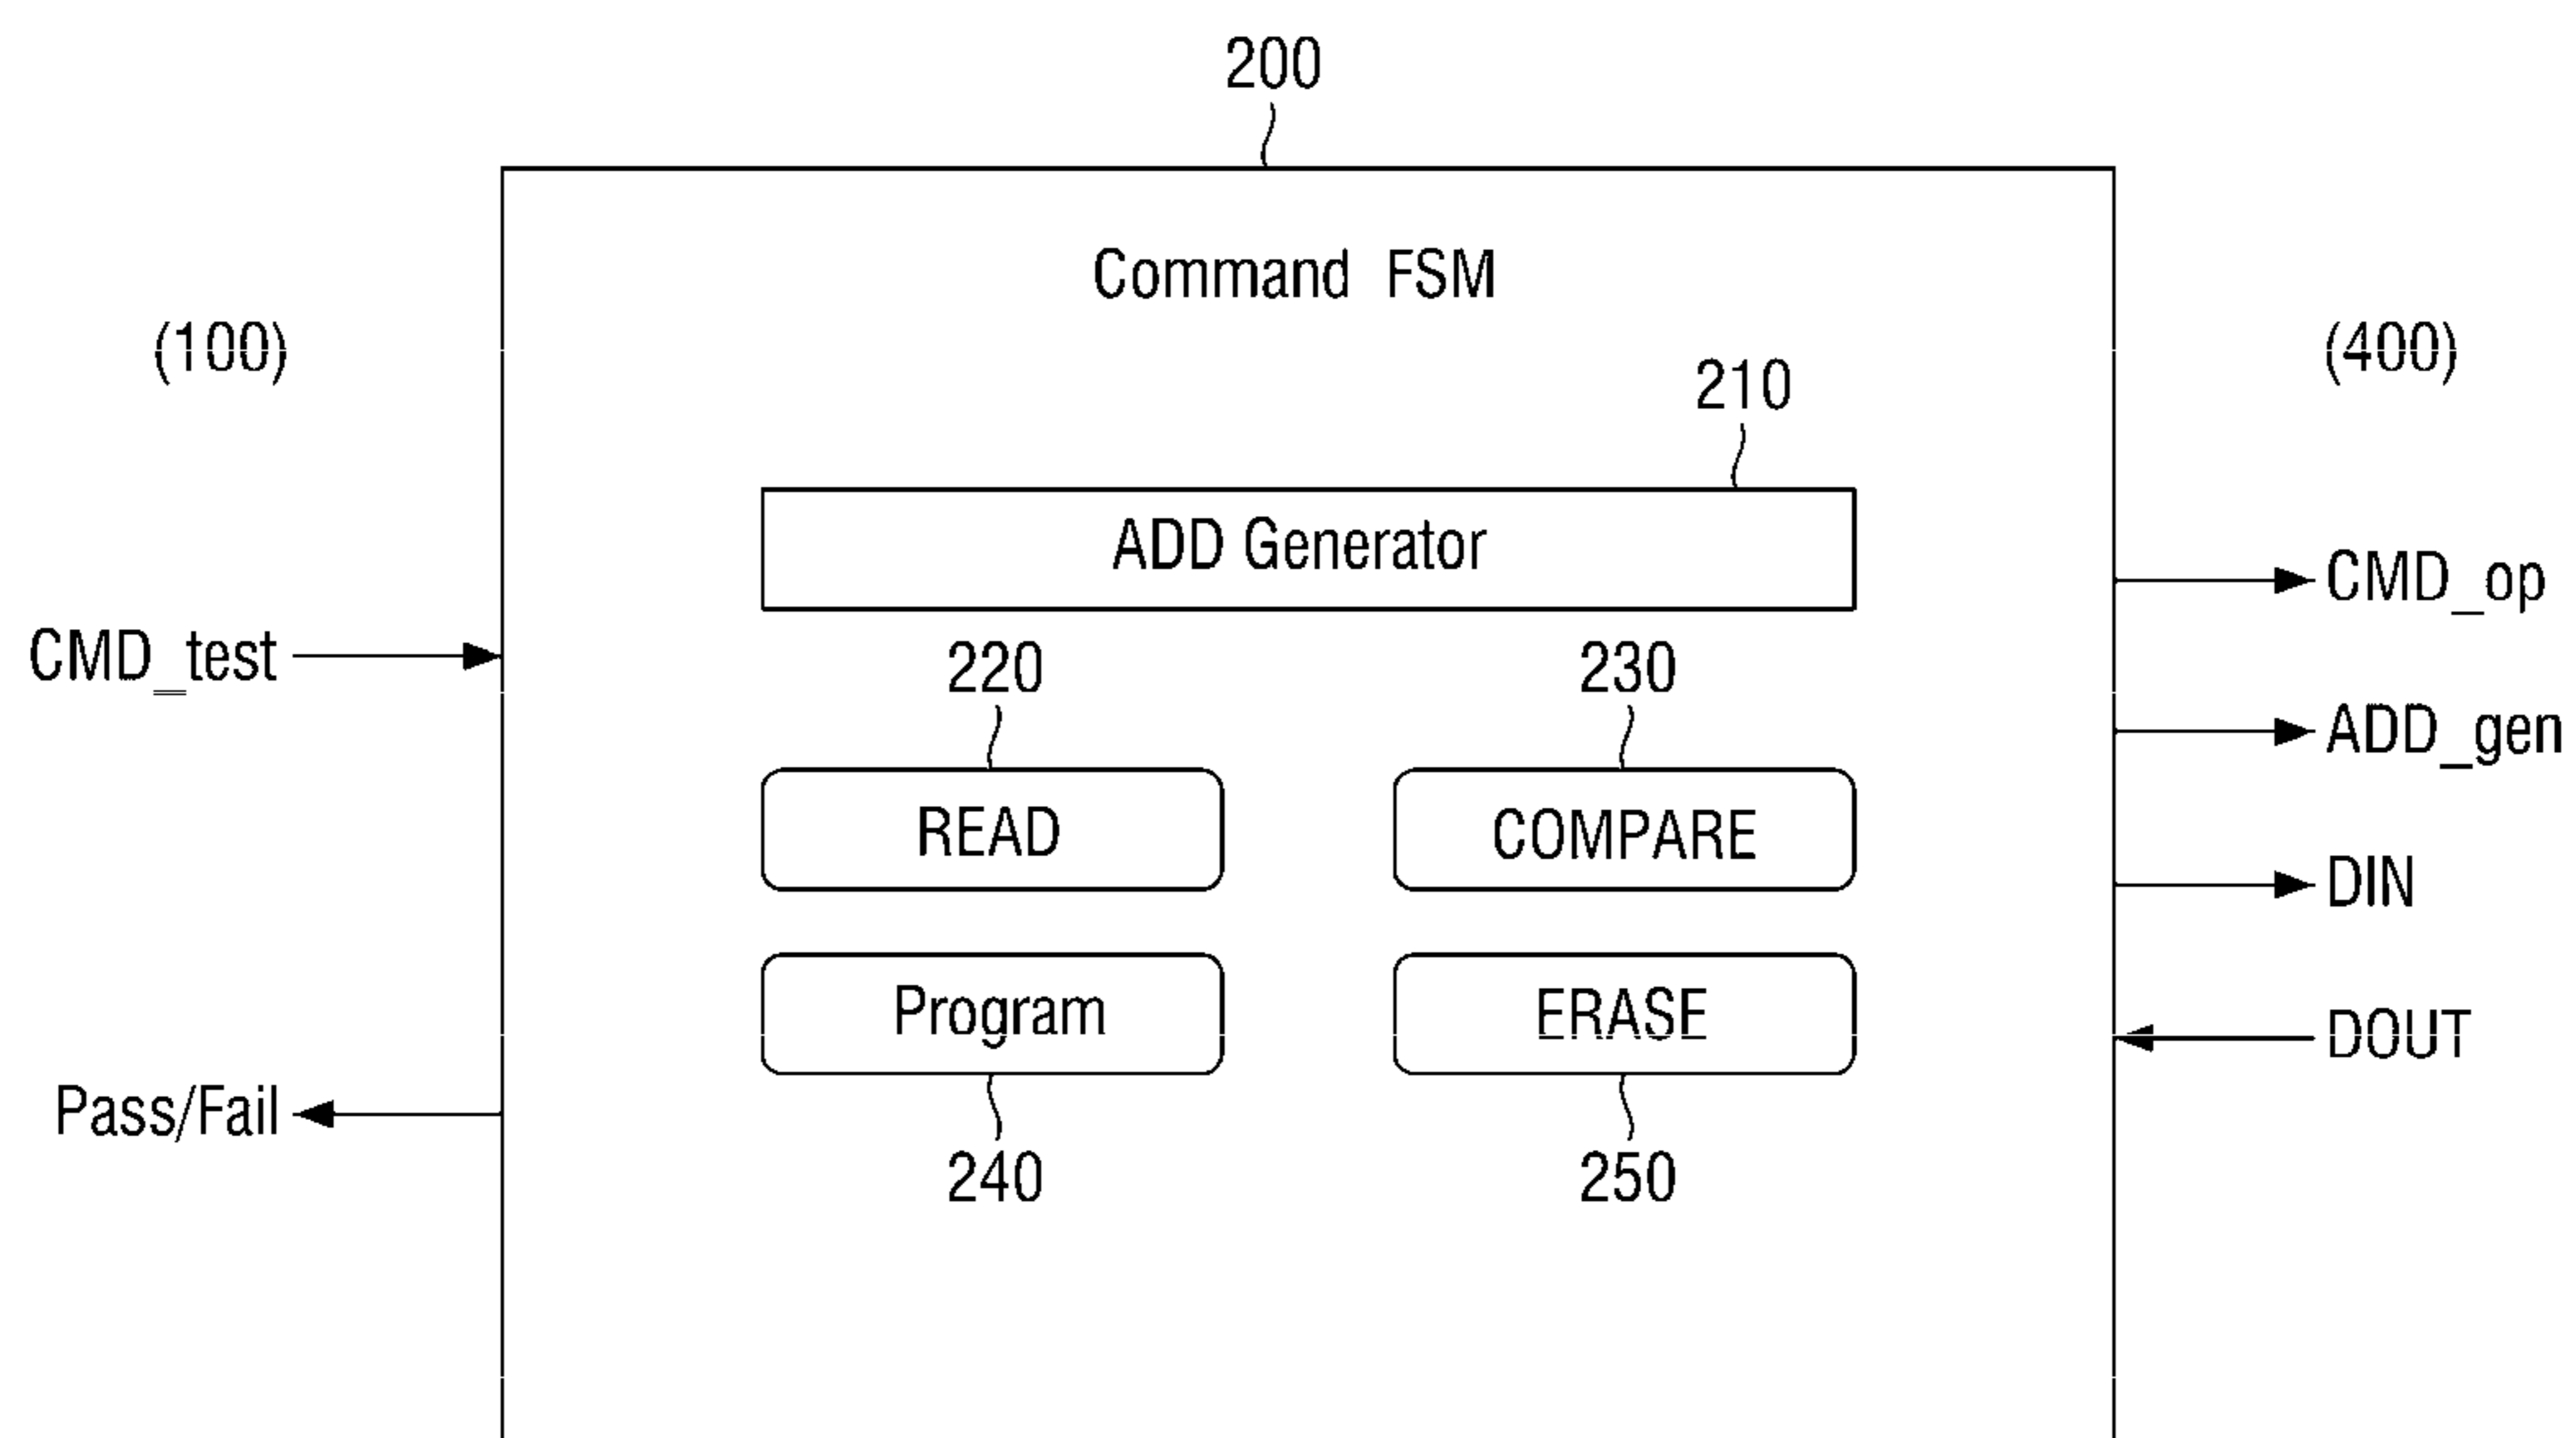 200
Command FSM
(100)
(400)
210
ADD Generator
CMD_op
CMD_test
220
230
ADD_gen
READ
COMPARE
DIN
Program
ERASE
DOUT
Pass/Fail
240
250